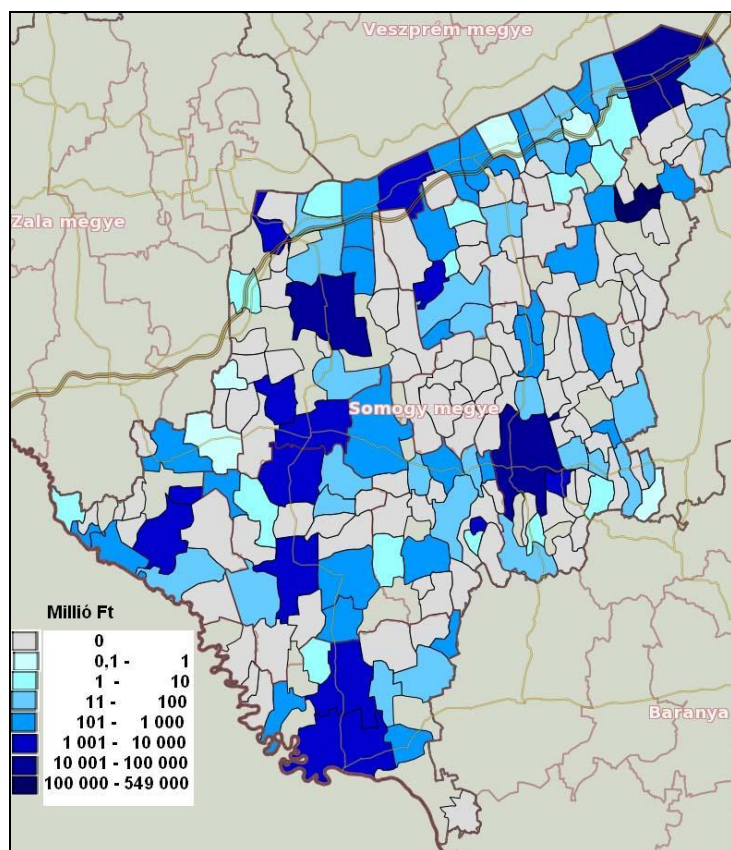 Veszprém megye
Zala megye
Somogy megye
Baranya
Millió Ft
0
0,1 - 1
1 - 10
11 - 100
101 - 1 000
1 001 - 10 000
10 001 - 100 000
100 000 - 549 000